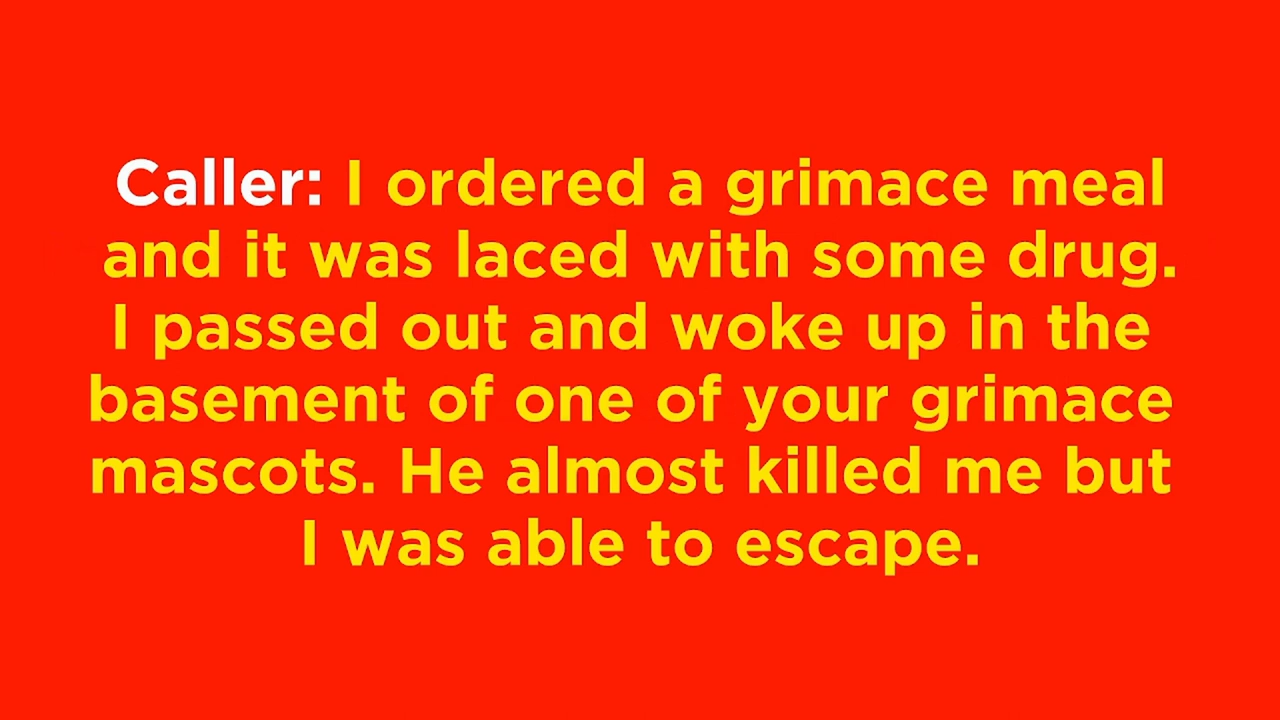 Caller: I ordered a grimace meal
and it was laced with some drug.
I passed out and woke up in the
basement of one of your grimace
mascots. He almost killed me but
I was able to escape.